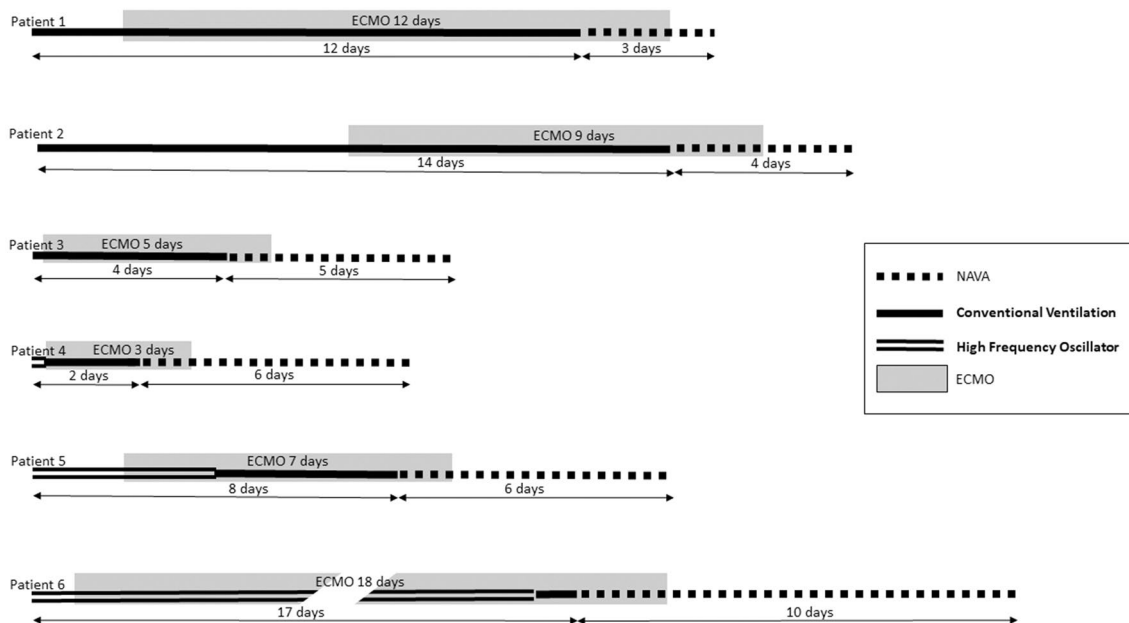 Patient 1
ECMO 12 days
12 days
3 days
Patient 2
ECMO 9 days
14 days
4 days
Patient 3
ECMO 5 days
4 days
5 days
Patient 4
ECMO 3 days
2 days
6 days
Patient 5
ECMO 7 days
8 days
6 days
Patient 6
ECMO 18 days
17 days
10 days
NAVA
Conventional Ventilation
High Frequency Oscillator
ECMO